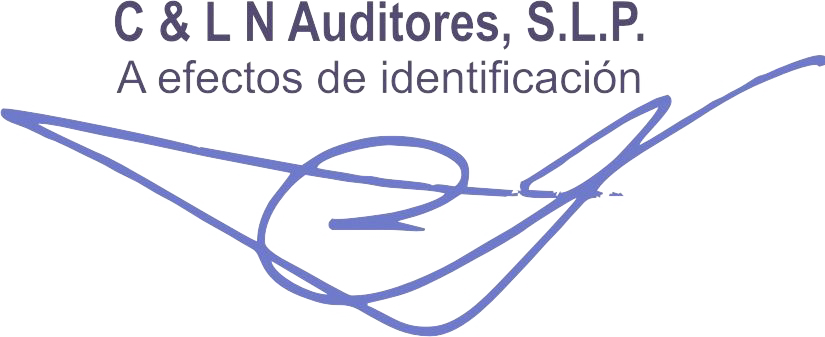 C & L N Auditores, S.L.P.
A efectos de identificación